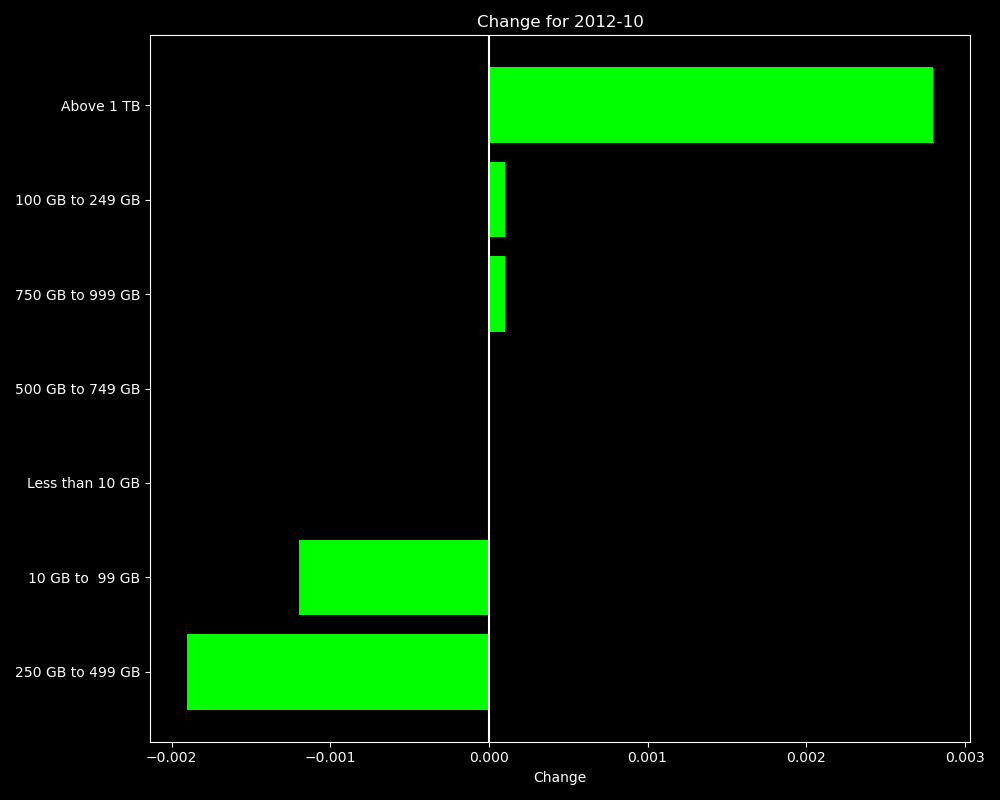 Change for 2012-10
Above 1 TB
100 GB to 249 GB
750 GB to 999 GB
500 GB to 749 GB
Less than 10 GB
10 GB to  99 GB
250 GB to 499 GB
−0.002 −0.001 0.000 0.001 0.002 0.003
Change